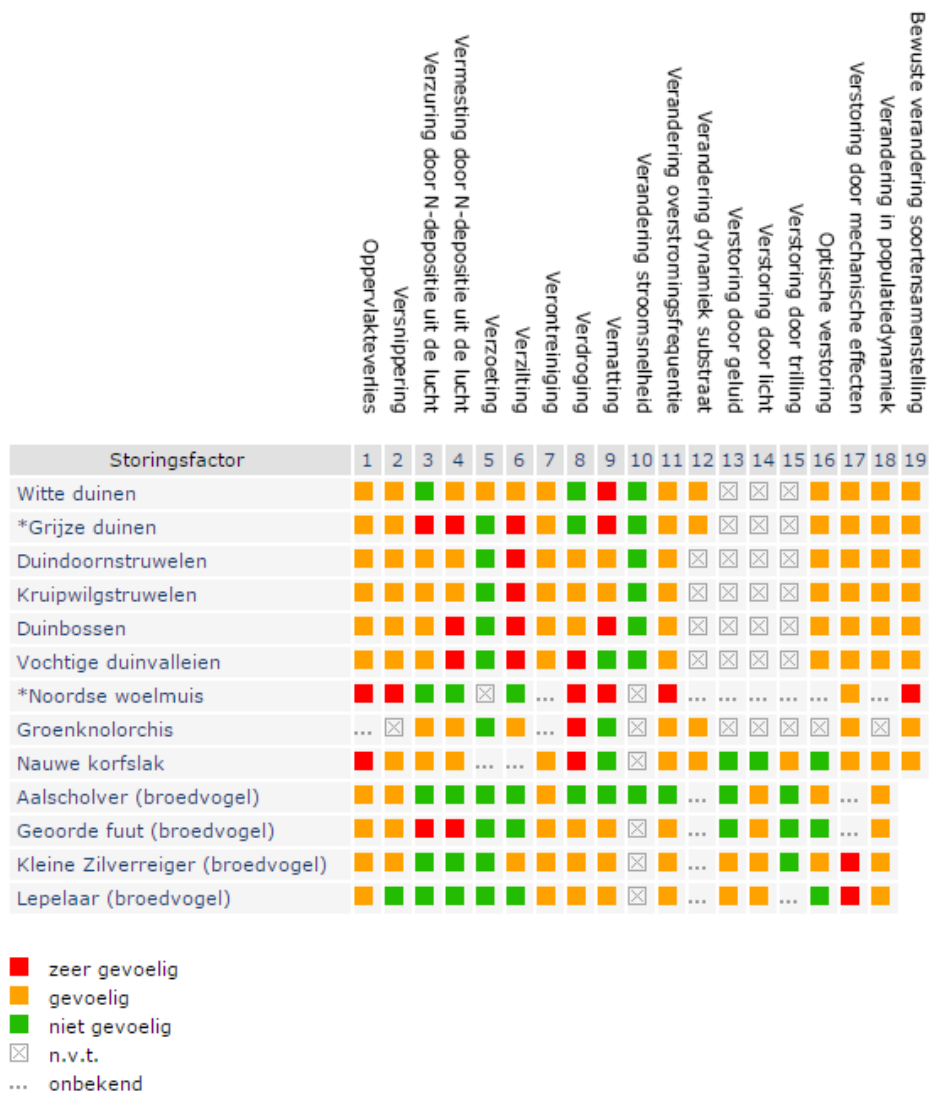 Oppervlakteverlies
Versnippering
Verzuring door N-depositie uit de lucht
Vermesting door N-depositie uit de lucht
Verzoeting
Verzilting
Verontreiniging
Verdroging
Vernatting
Verandering stroomsnelheid
Verandering overstromingsfrequentie
Verandering dynamiek substraat
Verstoring door geluid
Verstoring door licht
Verstoring door trilling
Optische verstoring
Verstoring door mechanische effecten
Verandering in populatiedynamiek
Bewuste verandering soortensamenstelling
Storingsfactor 1 2 3 4 5 6 7 8 9 10 11 12 13 14 15 16 17 18 19
Witte duinen
*Grijze duinen
Duindoornstruwelen
Kruipwilgstruwelen
Duinbossen
Vochtige duinvalleien
*Noordse woelmuis ... ... ... ... ... ... ...
Groenknolorchis ... ...
Nauwe korfslak ... ...
Aalscholver (broedvogel) ... ...
Geoorde fuut (broedvogel) ... ...
Kleine Zilverreiger (broedvogel) ...
Lepelaar (broedvogel) ... ...
zeer gevoelig
gevoelig
niet gevoelig
n.v.t.
... onbekend